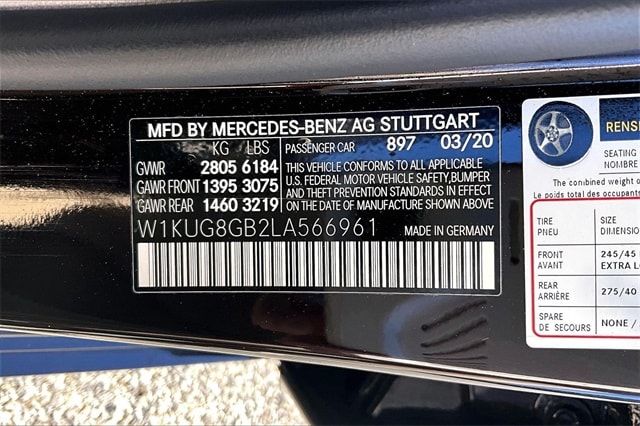 MFD BY MERCEDES-BENZ AG STUTTGART
KG LBS PASSENGER CAR 897 03/20
GVWR 2805 6184
GAWR FRONT 1395 3075
GAWR REAR 1460 3219
THIS VEHICLE CONFORMS TO ALL APPLICABLE
U.S. FEDERAL MOTOR VEHICLE SAFETY,BUMPER
AND THEFT PREVENTION STANDARDS IN EFFECT
ON THE DATE OF MANUFACTURE SHOWN ABOVE
W1KUG8GB2LA566961 MADE IN GERMANY
SEATING
NOMBRE
The combined weight
Le poids total des occupants
TIRE SIZE
PNEU DIMENSIO
FRONT 245/45
AVANT EXTRA L
REAR 275/40
ARRIÈRE
SPARE NONE /
DE SECOURS